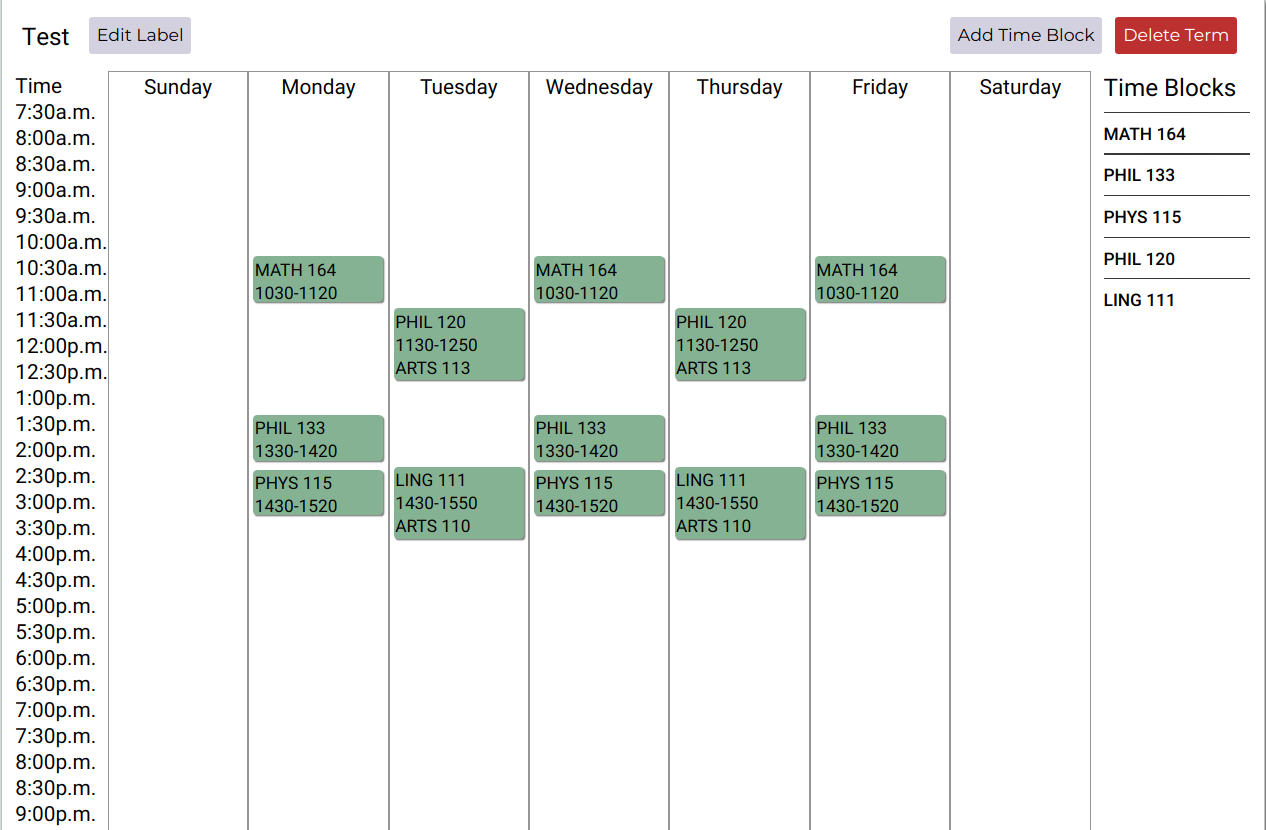 Test Edit Label Add Time Block Delete Term
Time Sunday Monday Tuesday Wednesday Thursday Friday Saturday
7:30a.m.
8:00a.m.
8:30a.m.
9:00a.m.
9:30a.m.
10:00a.m.
10:30a.m.
11:00a.m.
11:30a.m.
12:00p.m.
12:30p.m.
1:00p.m.
1:30p.m.
2:00p.m.
2:30p.m.
3:00p.m.
3:30p.m.
4:00p.m.
4:30p.m.
5:00p.m.
5:30p.m.
6:00p.m.
6:30p.m.
7:00p.m.
7:30p.m.
8:00p.m.
8:30p.m.
9:00p.m.
MATH 164
1030-1120
PHIL 133
1330-1420
PHYS 115
1430-1520
PHIL 120
1130-1250
ARTS 113
LING 111
1430-1550
ARTS 110
MATH 164
1030-1120
PHIL 133
1330-1420
PHYS 115
1430-1520
PHIL 120
1130-1250
ARTS 113
LING 111
1430-1550
ARTS 110
MATH 164
1030-1120
PHIL 133
1330-1420
PHYS 115
1430-1520
Time Blocks
MATH 164
PHIL 133
PHYS 115
PHIL 120
LING 111